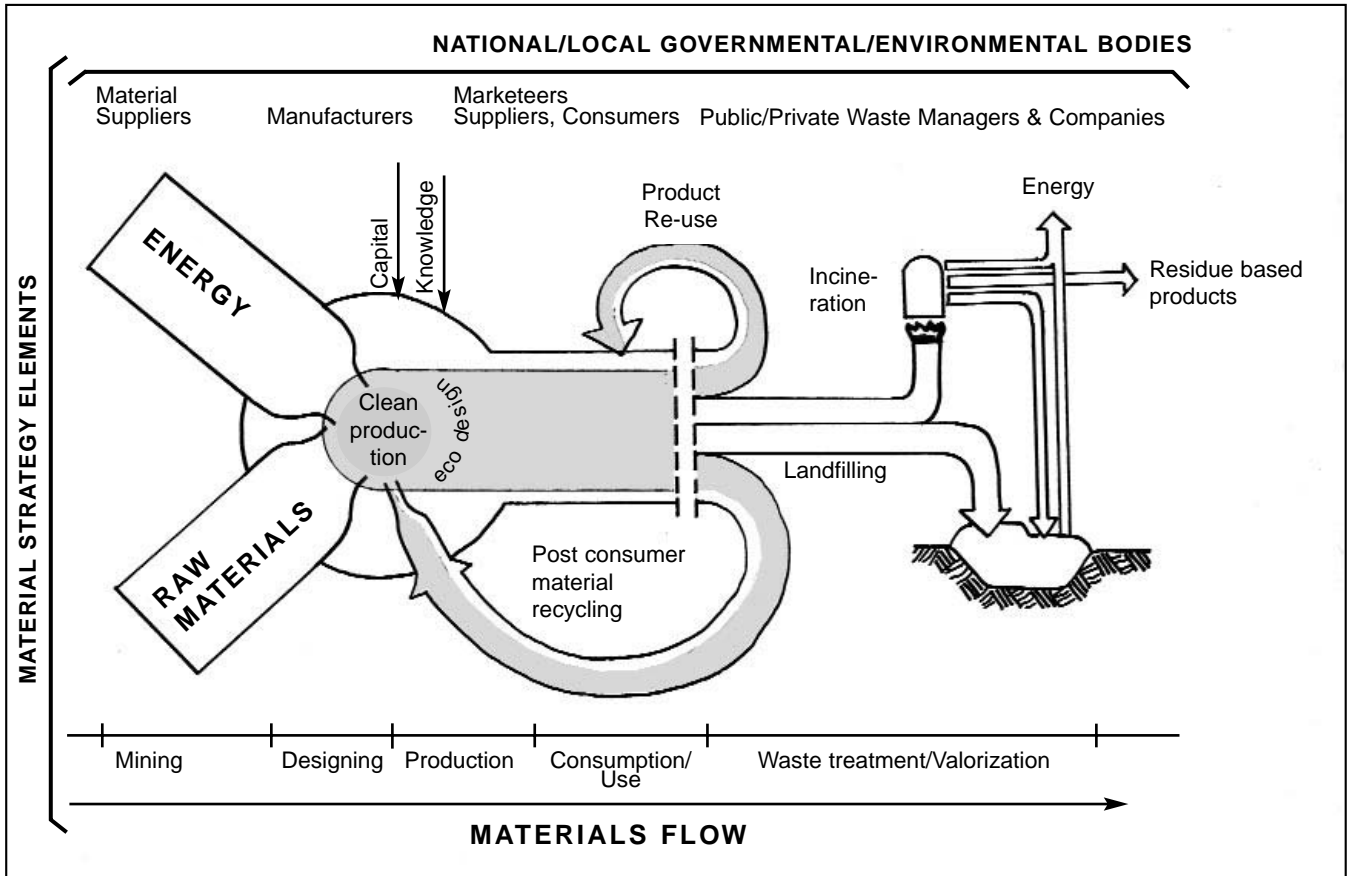 NATIONAL/LOCAL GOVERNMENTAL/ENVIRONMENTAL BODIES
Material
Suppliers
Manufacturers
Marketeers
Suppliers, Consumers
Public/Private Waste Managers & Companies
MATERIAL STRATEGY ELEMENTS
ENERGY
RAW
MATERIALS
Capital
Knowledge
Clean
produc-
tion
eco design
Product
Re-use
Post consumer
material
recycling
Incine-
ration
Landfilling
Energy
Residue based
products
Mining
Designing
Production
Consumption/
Use
Waste treatment/Valorization
MATERIALS FLOW